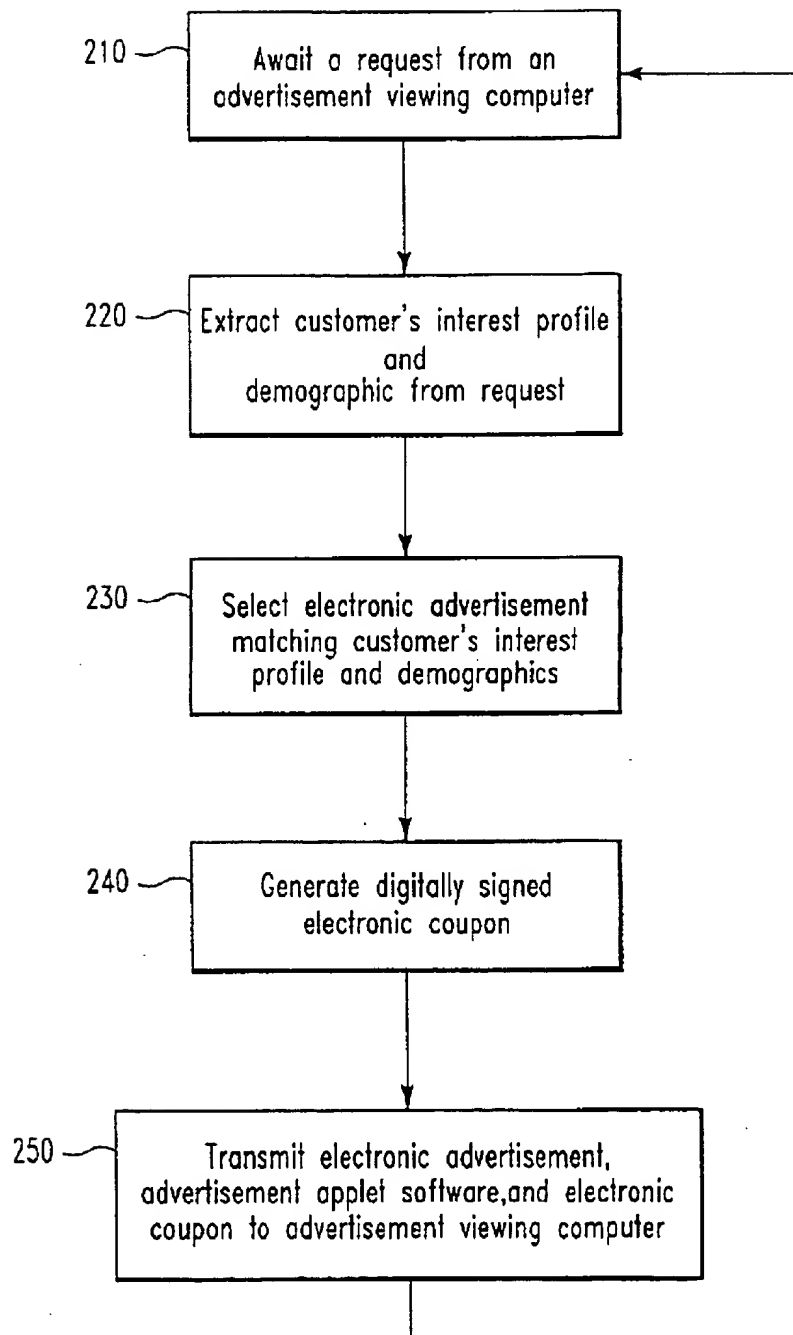 210
Await a request from an
advertisement viewing computer
220
Extract customer's interest profile
and
demographic from request
230
Select electronic advertisement
matching customer's interest
profile and demographics
240
Generate digitally signed
electronic coupon
250
Transmit electronic advertisement,
advertisement applet software,and electronic
coupon to advertisement viewing computer